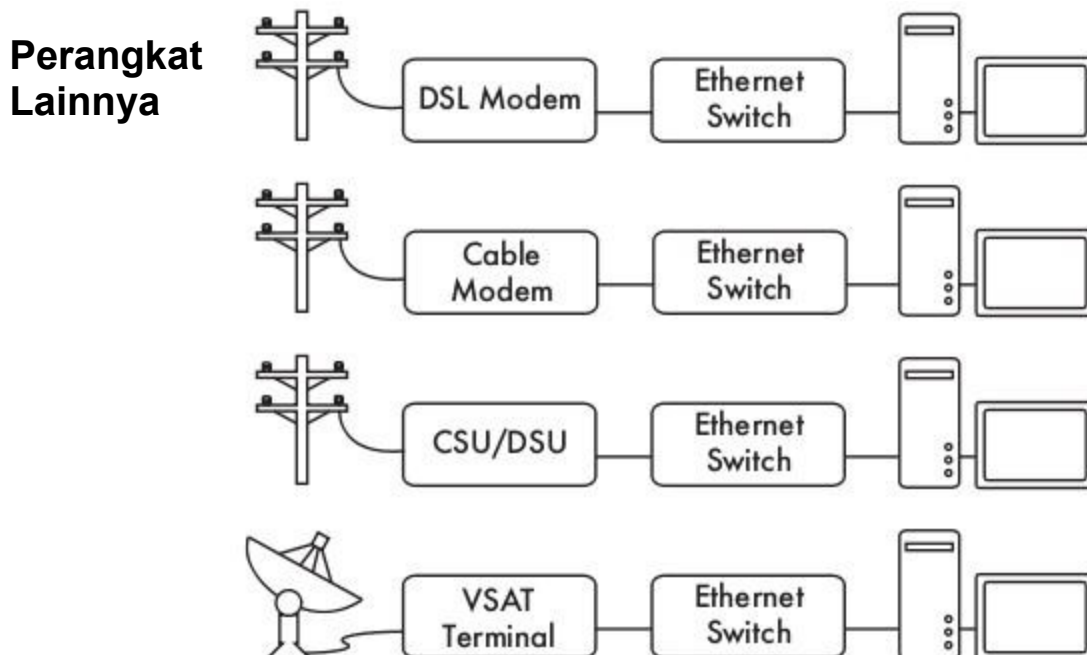 Perangkat
Lainnya
DSL Modem
Ethernet
Switch
Cable
Modem
Ethernet
Switch
CSU/DSU
Ethernet
Switch
VSAT
Terminal
Ethernet
Switch